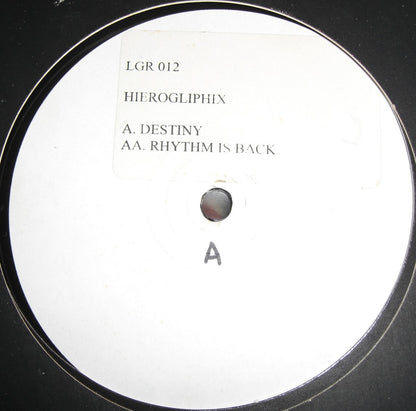 LGR 012
HIEROGLIPHIX
A. DESTINY
AA. RHYTHM IS BACK
A